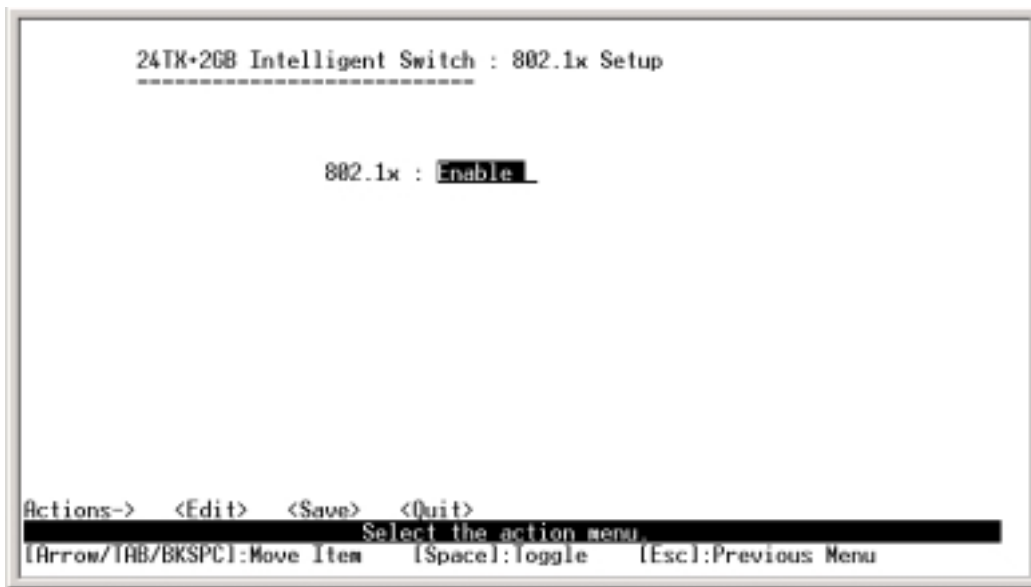 24TX+2GB Intelligent Switch : 802.1x Setup
----------------------------
802.1x : Enable
Actions-> <Edit> <Save> <Quit>
Select the action menu.
[Arrow/TAB/BKSPC]:Move Item [Space]:Toggle [Esc]:Previous Menu